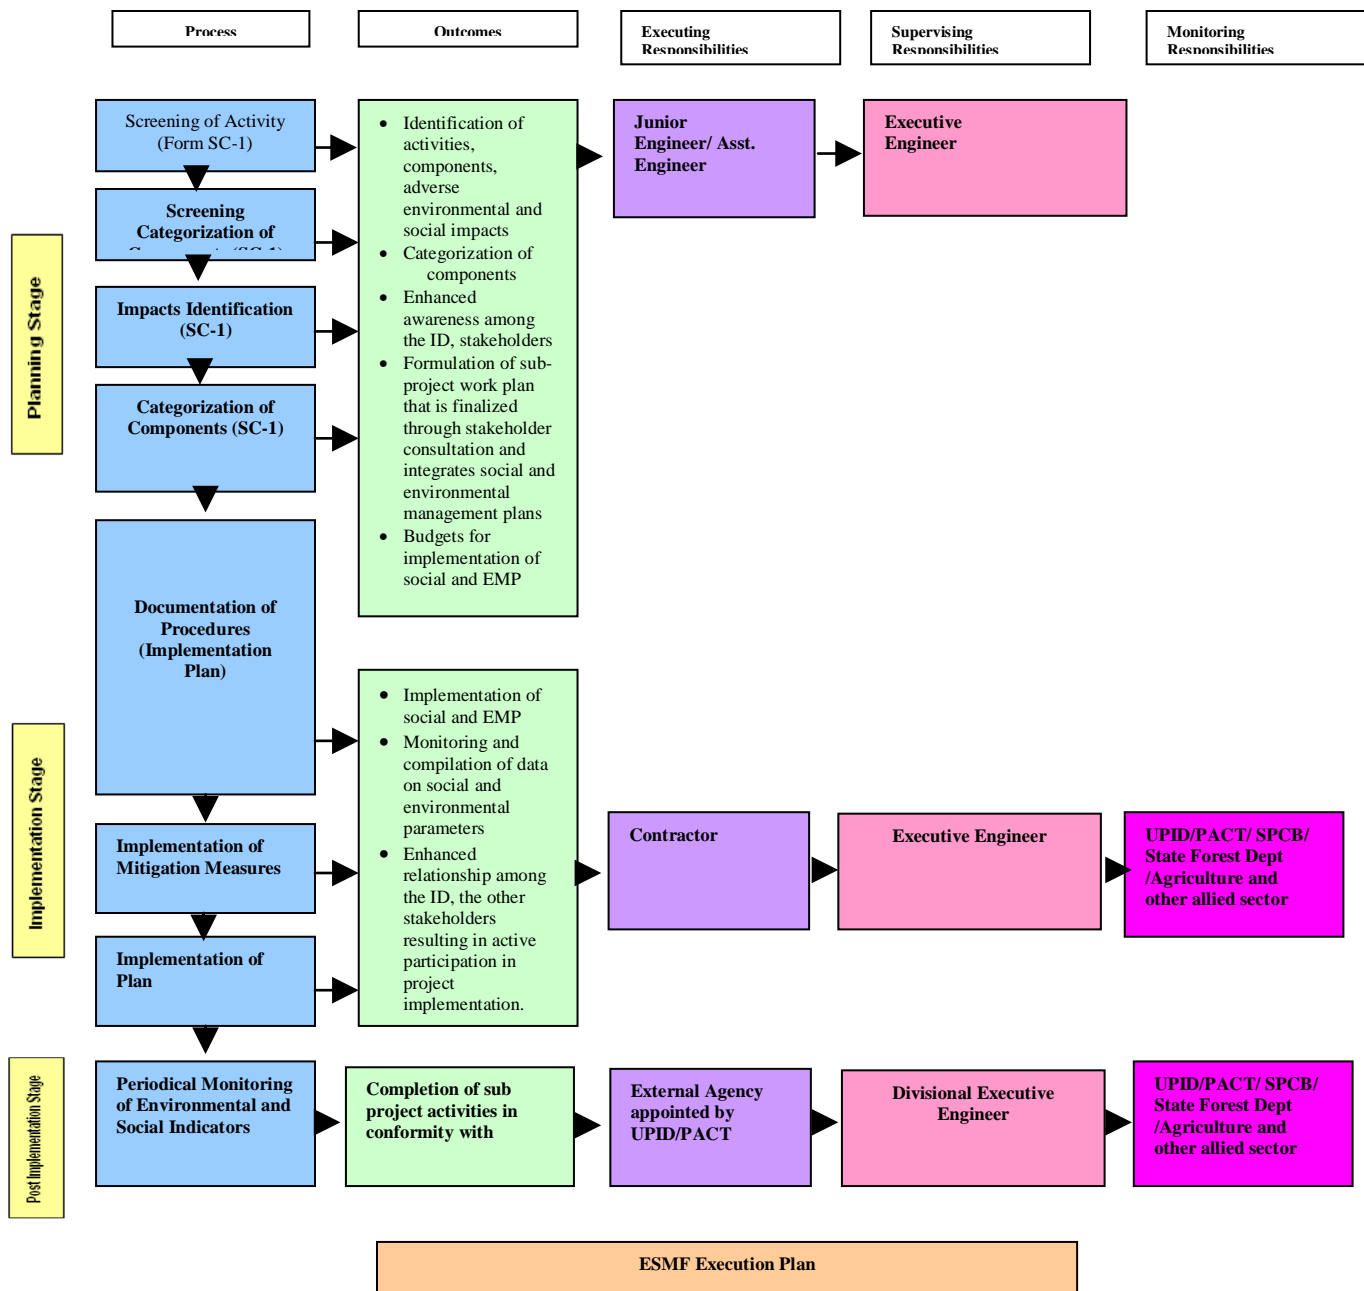 Process
Outcomes
Executing
Responsibilities
Supervising
Responsibilities
Monitoring
Responsibilities
Planning Stage
Screening of Activity
(Form SC-1)
Screening
Categorization of
Impacts Identification
(SC-1)
Categorization of
Components (SC-1)
Documentation of
Procedures
(Implementation
Plan)
• Identification of
activities,
components,
adverse
environmental and
social impacts
• Categorization of
components
• Enhanced
awareness among
the ID, stakeholders
• Formulation of sub-
project work plan
that is finalized
through stakeholder
consultation and
integrates social and
environmental
management plans
• Budgets for
implementation of
social and EMP
Junior
Engineer/ Asst.
Engineer
Executive
Engineer
Implementation Stage
Implementation of
Mitigation Measures
Implementation of
Plan
• Implementation of
social and EMP
• Monitoring and
compilation of data
on social and
environmental
parameters
• Enhanced
relationship among
the ID, the other
stakeholders
resulting in active
participation in
project
implementation.
Contractor
Executive Engineer
UPID/PACT/ SPCB/
State Forest Dept
/Agriculture and
other allied sector
Post Implementation Stage
Periodical Monitoring
of Environmental and
Social Indicators
Completion of sub
project activities in
conformity with
External Agency
appointed by
UPID/PACT
Divisional Executive
Engineer
UPID/PACT/ SPCB/
State Forest Dept
/Agriculture and
other allied sector
ESMF Execution Plan